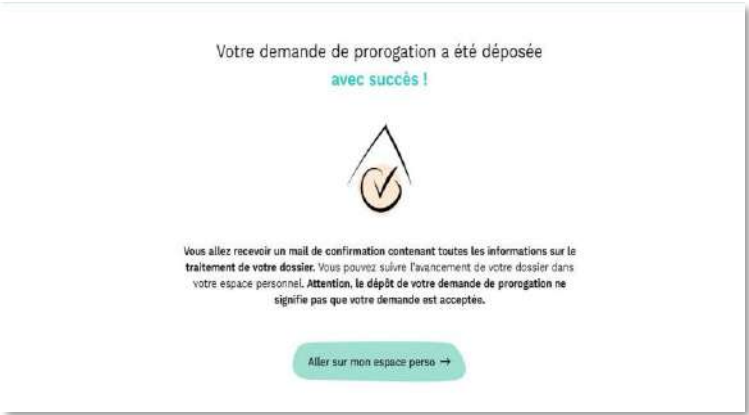 Votre demande de prorogation a été déposée
avec succès !
Vous allez recevoir un mail de confirmation contenant toutes les informations sur le
traitement de votre dossier. Vous pouvez suivre l'avancement de votre dossier dans
votre espace personnel. Attention, le dépôt de votre demande de prorogation ne
signifie pas que votre demande est acceptée.
Aller sur mon espace perso →